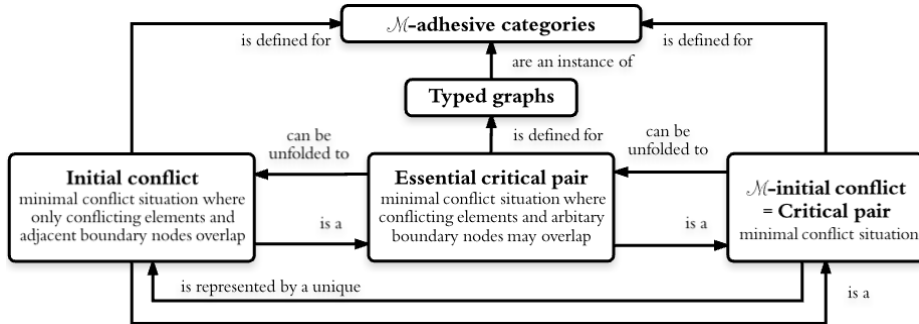 ℳ-adhesive categories
is defined for
is defined for
are an instance of
Typed graphs
is defined for
can be
unfolded to
can be
unfolded to
Initial conflict
minimal conflict situation where
only conflicting elements and
adjacent boundary nodes overlap
is a
Essential critical pair
minimal conflict situation where
conflicting elements and arbitary
boundary nodes may overlap
is a
ℳ-initial conflict
= Critical pair
minimal conflict situation
is represented by a unique
is a